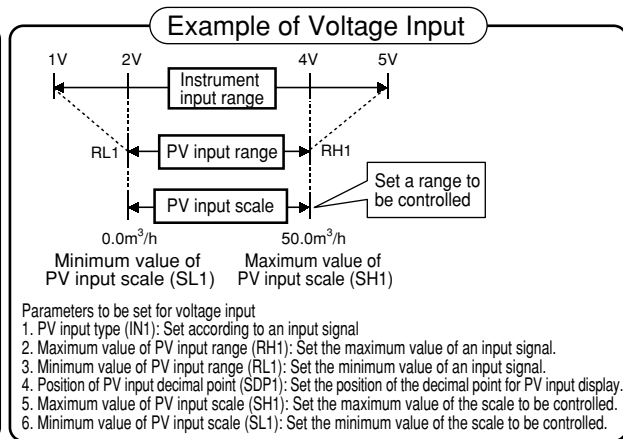 Example of Voltage Input
1V 2V 4V 5V
Instrument
input range
RL1 PV input range RH1
PV input scale
Set a range to
be controlled
0.0m³/h 50.0m³/h
Minimum value of
PV input scale (SL1)
Maximum value of
PV input scale (SH1)
Parameters to be set for voltage input
1. PV input type (IN1): Set according to an input signal
2. Maximum value of PV input range (RH1): Set the maximum value of an input signal.
3. Minimum value of PV input range (RL1): Set the minimum value of an input signal.
4. Position of PV input decimal point (SDP1): Set the position of the decimal point for PV input display.
5. Maximum value of PV input scale (SH1): Set the maximum value of the scale to be controlled.
6. Minimum value of PV input scale (SL1): Set the minimum value of the scale to be controlled.